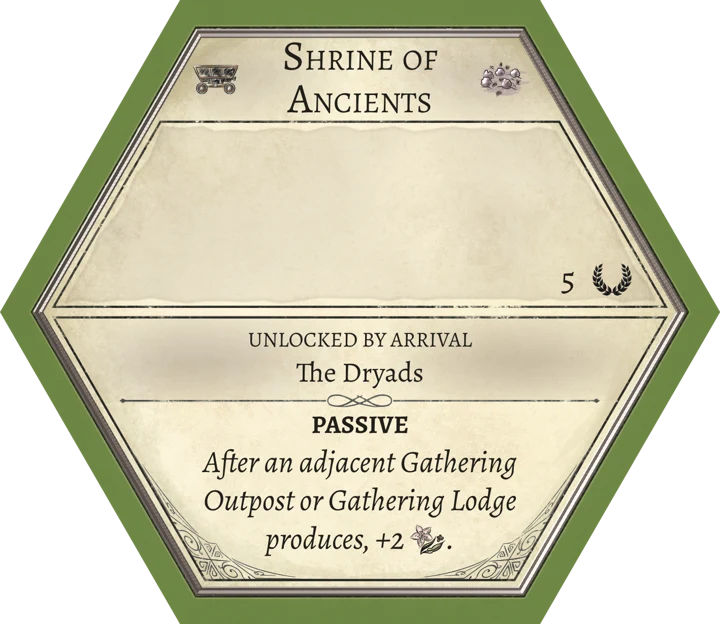 Shrine of
Ancients
5
UNLOCKED BY ARRIVAL
The Dryads
PASSIVE
After an adjacent Gathering
Outpost or Gathering Lodge
produces, +2 .